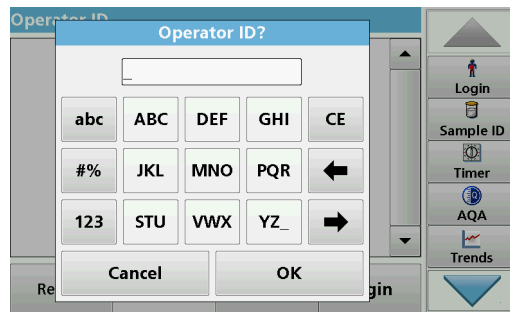 Operator ID
Operator ID?
_
abc ABC DEF GHI CE
#% JKL MNO PQR
123 STU VWX YZ_
Cancel OK
Re gin
Login
Sample ID
Timer
AQA
Trends